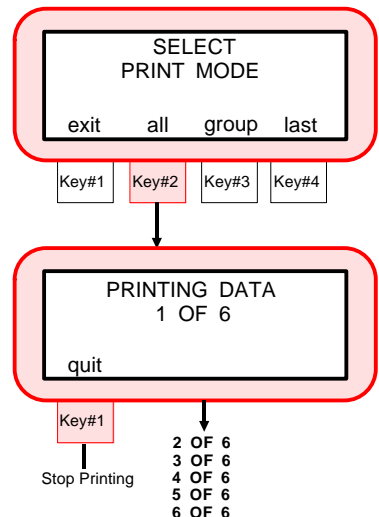 SELECT
PRINT MODE
exit all group last
Key#1 Key#2 Key#3 Key#4
PRINTING DATA
1 OF 6
quit
Key#1
Stop Printing
2 OF 6
3 OF 6
4 OF 6
5 OF 6
6 OF 6